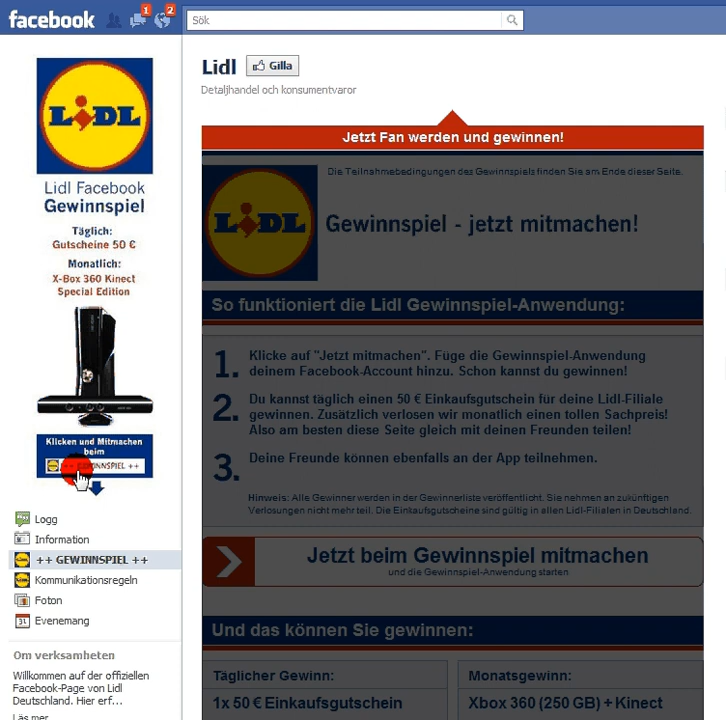 facebook
1
2
Sök
LIDL
Lidl Facebook
Gewinnspiel
Täglich:
Gutscheine 50 €
Monatlich:
X-Box 360 Kinect
Special Edition
Klicken und Mitmachen
beim
++ GEWINNSPIEL ++
Logg
Information
++ GEWINNSPIEL ++
Kommunikationsregeln
Foton
31
Evenemang
Om verksamheten
Willkommen auf der offiziellen
Facebook-Page von Lidl
Deutschland. Hier erf...
Läs mer
Lidl
Gilla
Detaljhandel och konsumentvaror
Jetzt Fan werden und gewinnen!
Die Teilnahmebedingungen des Gewinnspiels finden Sie am Ende dieser Seite.
LIDL
Gewinnspiel - jetzt mitmachen!
So funktioniert die Lidl Gewinnspiel-Anwendung:
1. Klicke auf "Jetzt mitmachen". Füge die Gewinnspiel-Anwendung
deinem Facebook-Account hinzu. Schon kannst du gewinnen!
2. Du kannst täglich einen 50 € Einkaufsgutschein für deine Lidl-Filiale
gewinnen. Zusätzlich verlosen wir monatlich einen tollen Sachpreis!
Also am besten diese Seite gleich mit deinen Freunden teilen!
3. Deine Freunde können ebenfalls an der App teilnehmen.
Hinweis: Alle Gewinner werden in der Gewinnerliste veröffentlicht. Sie nehmen an zukünftigen
Verlosungen nicht mehr teil. Die Einkaufsgutscheine sind gültig in allen Lidl-Filialen in Deutschland.
Jetzt beim Gewinnspiel mitmachen
und die Gewinnspiel-Anwendung starten
Und das können Sie gewinnen:
Täglicher Gewinn:
1x 50 € Einkaufsgutschein
Monatsgewinn:
Xbox 360 (250 GB) + Kinect